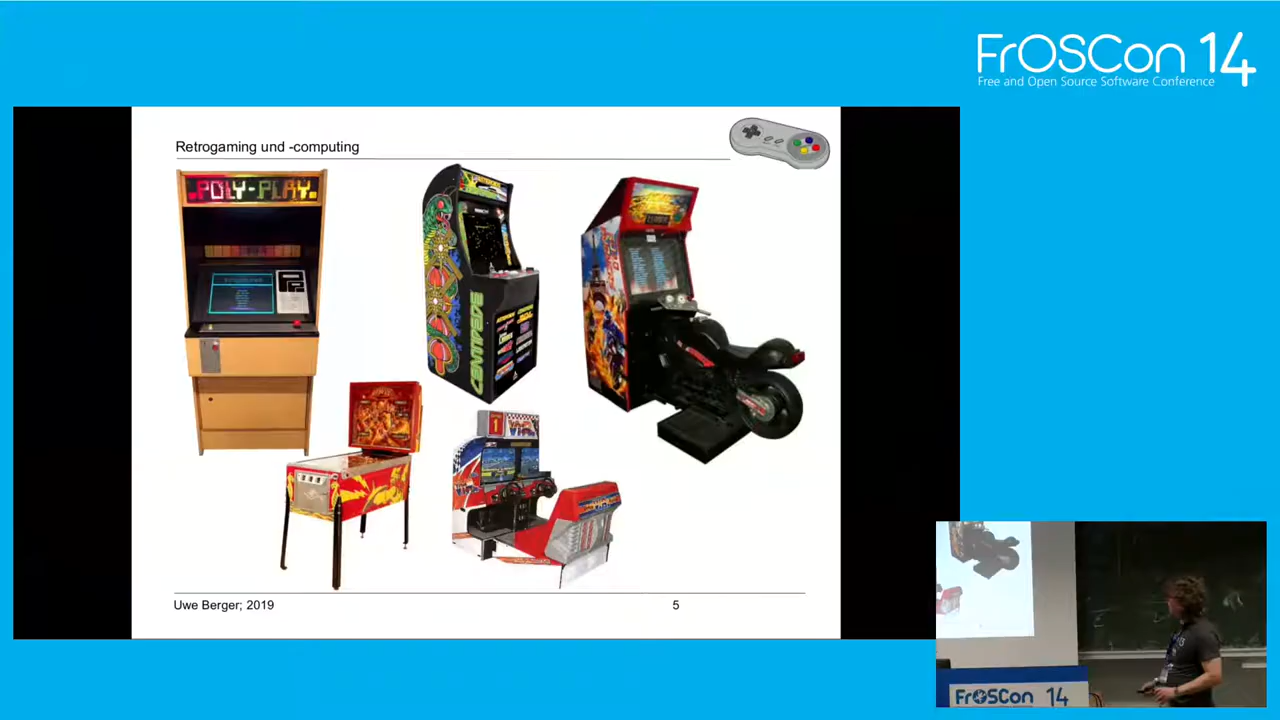 FrOSCon 14
Free and Open Source Software Conference
Retrogaming und -computing
POLY-PLAY
CENTIPEDE
1
Uwe Berger; 2019
5
FrOSCon 14